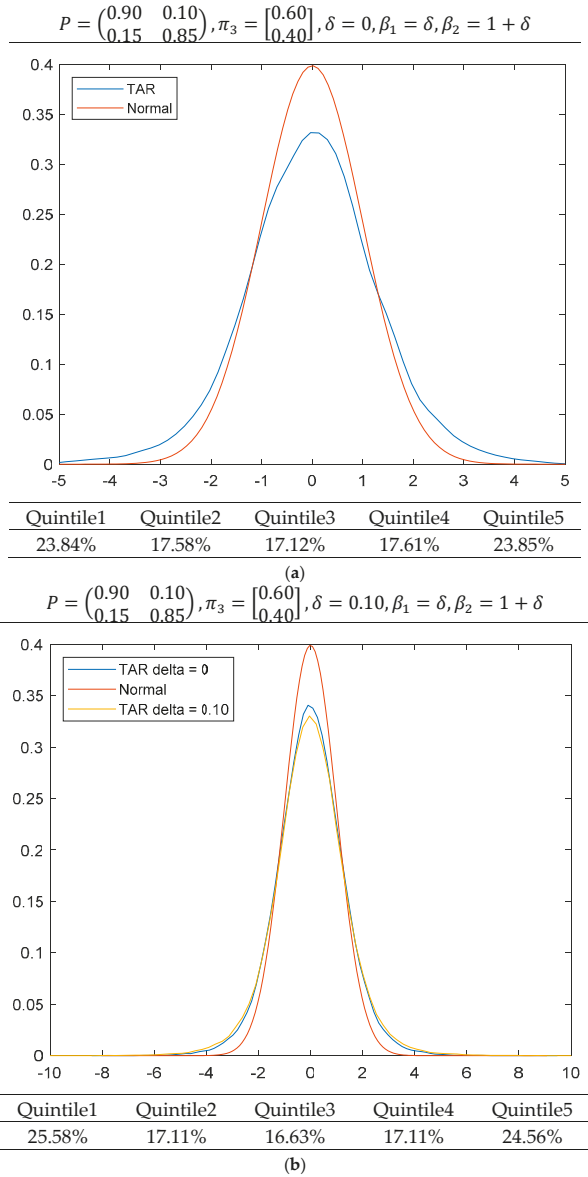 P = (0.90 0.10
0.15 0.85), π₃ = [0.60
0.40], δ = 0, β₁ = δ, β₂ = 1 + δ
0.4
TAR
Normal
0.35
0.3
0.25
0.2
0.15
0.1
0.05
0
-5 -4 -3 -2 -1 0 1 2 3 4 5
Quintile1 Quintile2 Quintile3 Quintile4 Quintile5
23.84% 17.58% 17.12% 17.61% 23.85%
(a)
P = (0.90 0.10
0.15 0.85), π₃ = [0.60
0.40], δ = 0.10, β₁ = δ, β₂ = 1 + δ
0.4
TAR delta = 0
Normal
TAR delta = 0.10
0.35
0.3
0.25
0.2
0.15
0.1
0.05
0
-10 -8 -6 -4 -2 0 2 4 6 8 10
Quintile1 Quintile2 Quintile3 Quintile4 Quintile5
25.58% 17.11% 16.63% 17.11% 24.56%
(b)